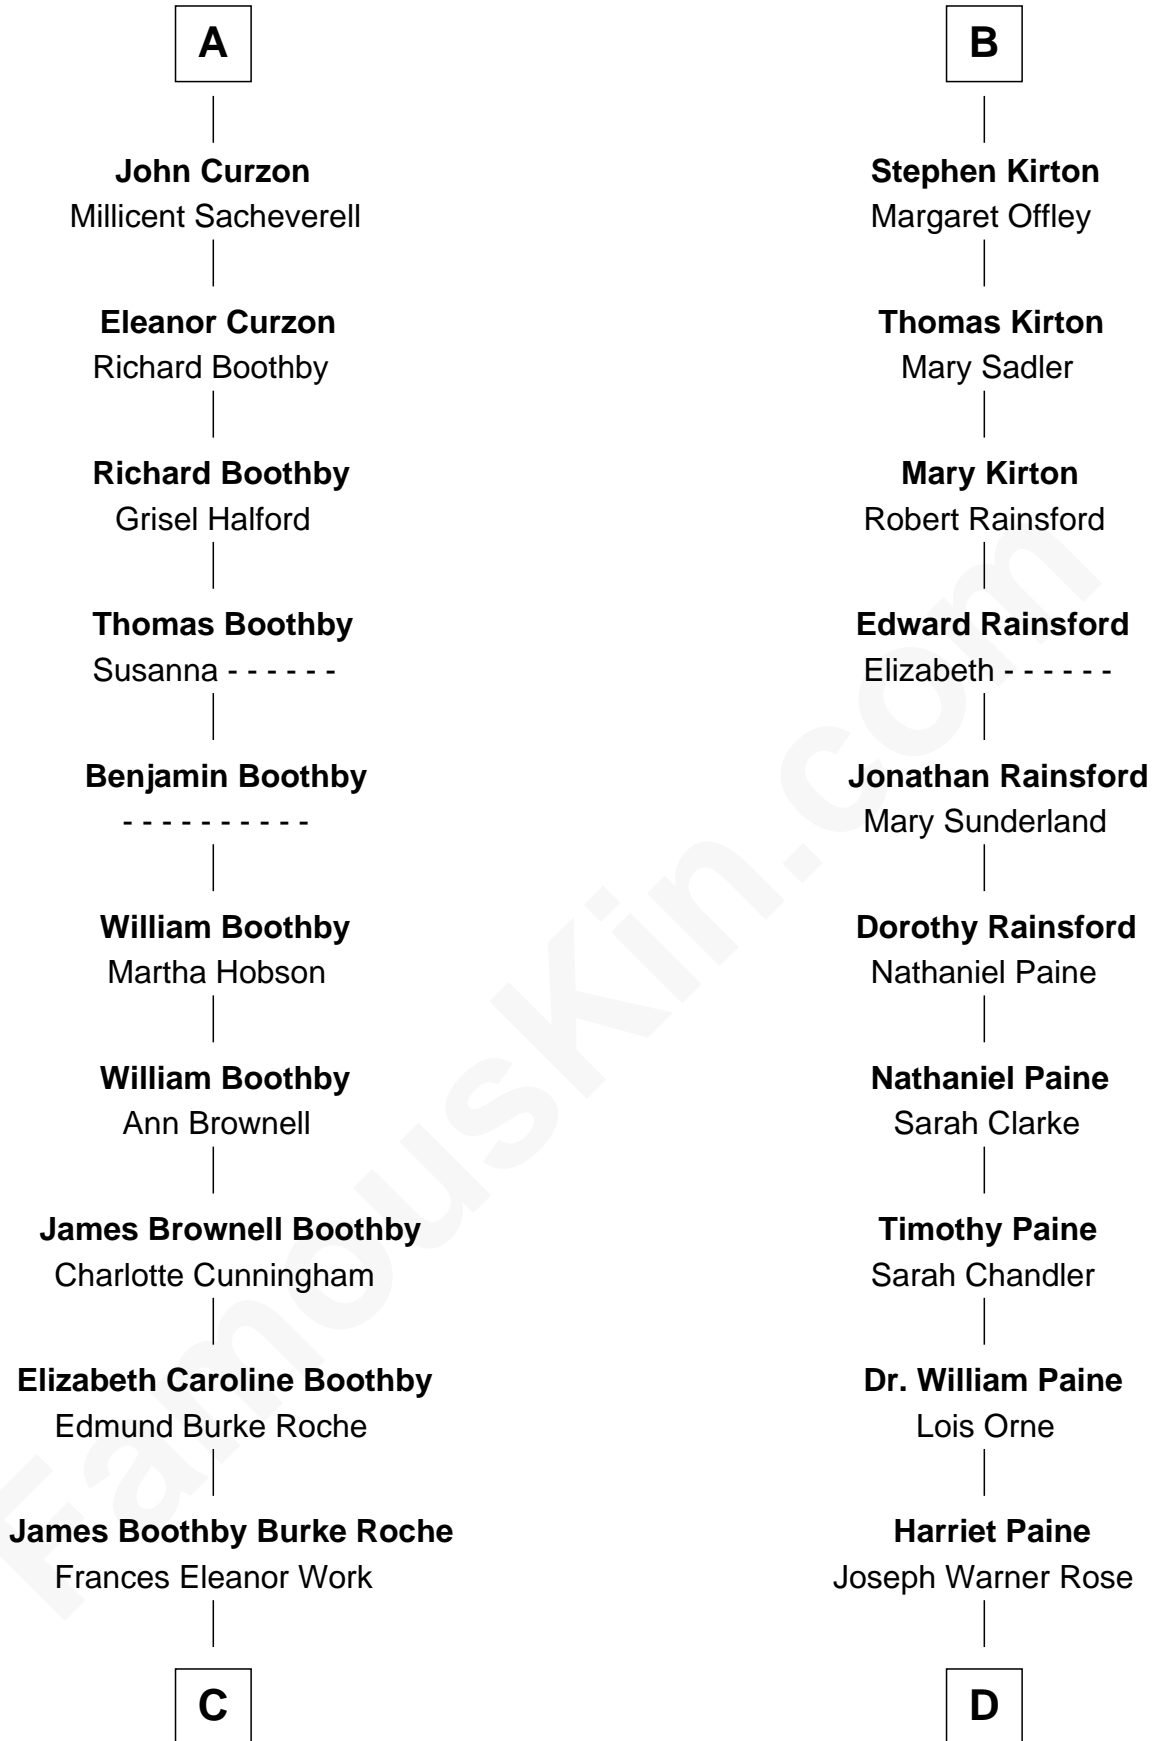 A
John Curzon
Millicent Sacheverell
Eleanor Curzon
Richard Boothby
Richard Boothby
Grisel Halford
Thomas Boothby
Susanna - - - - - -
Benjamin Boothby
- - - - - - - - - -
William Boothby
Martha Hobson
William Boothby
Ann Brownell
James Brownell Boothby
Charlotte Cunningham
Elizabeth Caroline Boothby
Edmund Burke Roche
James Boothby Burke Roche
Frances Eleanor Work
C
B
Stephen Kirton
Margaret Offley
Thomas Kirton
Mary Sadler
Mary Kirton
Robert Rainsford
Edward Rainsford
Elizabeth - - - - - -
Jonathan Rainsford
Mary Sunderland
Dorothy Rainsford
Nathaniel Paine
Nathaniel Paine
Sarah Clarke
Timothy Paine
Sarah Chandler
Dr. William Paine
Lois Orne
Harriet Paine
Joseph Warner Rose
D
FamousKin.com